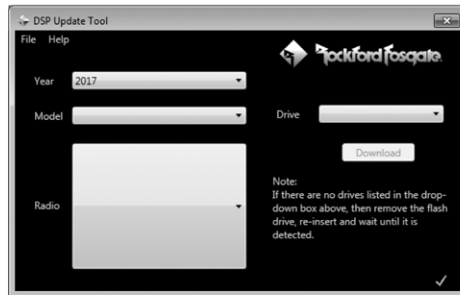 DSP Update Tool
File Help
Rockford Fosgate
Year 2017
Model
Drive
Download
Radio
Note:
If there are no drives listed in the drop-
down box above, then remove the flash
drive, re-insert and wait until it is
detected.